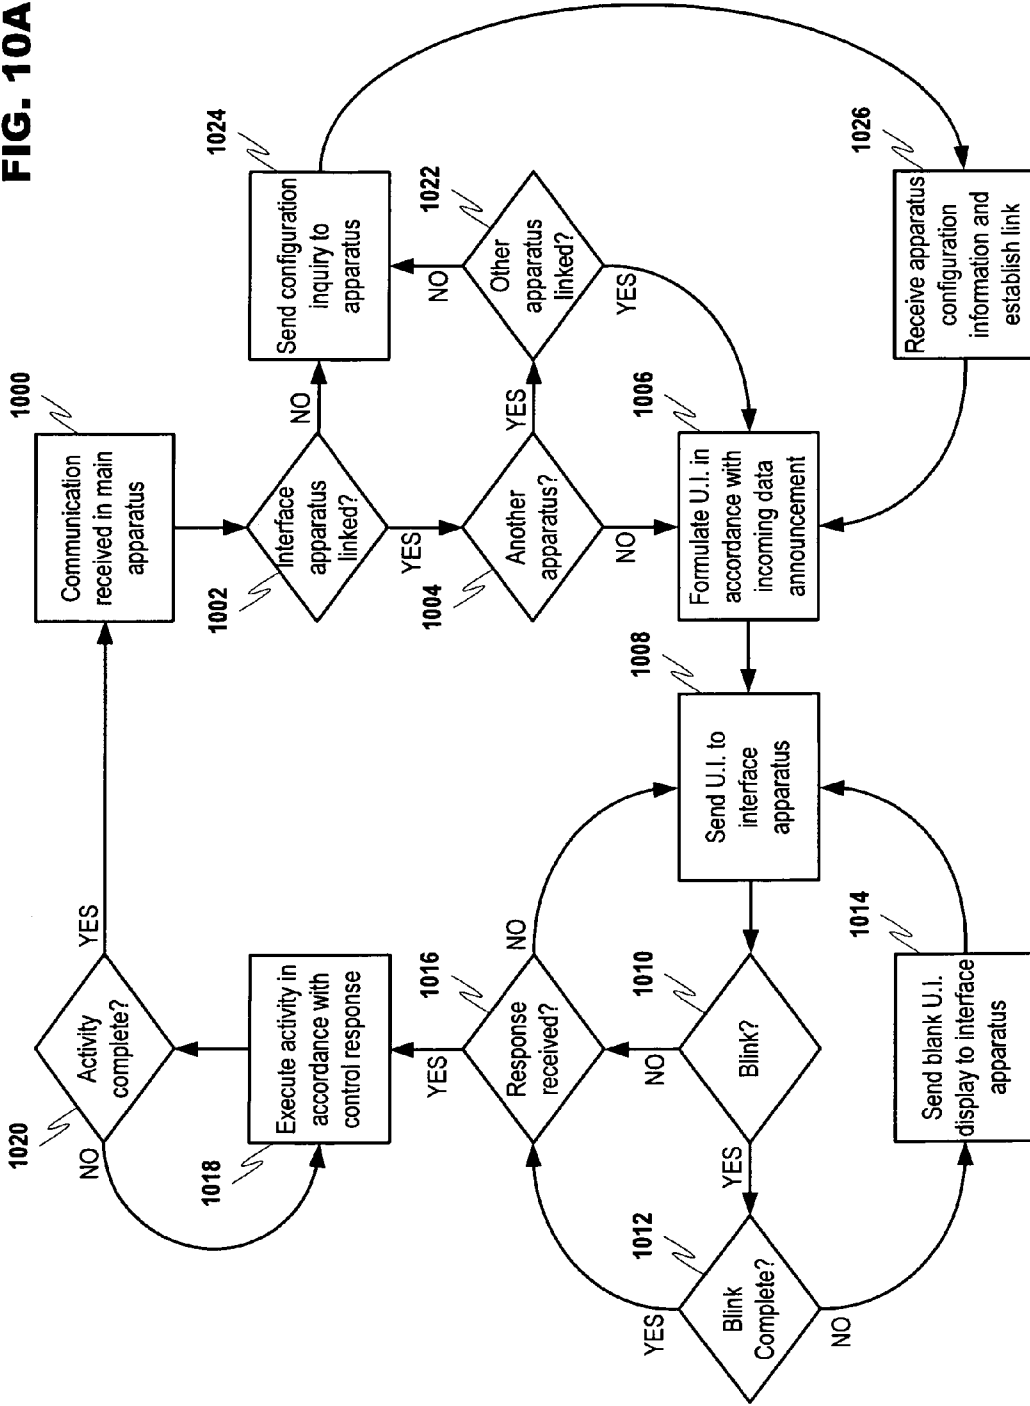 FIG. 10A
1000
Communication
received in main
apparatus
1002
Interface
apparatus
linked?
NO
YES
1024
Send configuration
inquiry to
apparatus
1004
Another
apparatus?
YES
NO
1022
Other
apparatus
linked?
NO
YES
1026
Receive apparatus
configuration
information and
establish link
1006
Formulate U.I. in
accordance with
incoming data
announcement
1008
Send U.I. to
interface
apparatus
1010
Blink?
NO
YES
1012
Blink
Complete?
YES
NO
1014
Send blank U.I.
display to interface
apparatus
1016
Response
received?
NO
YES
1018
Execute activity in
accordance with
control response
1020
Activity
complete?
NO
YES